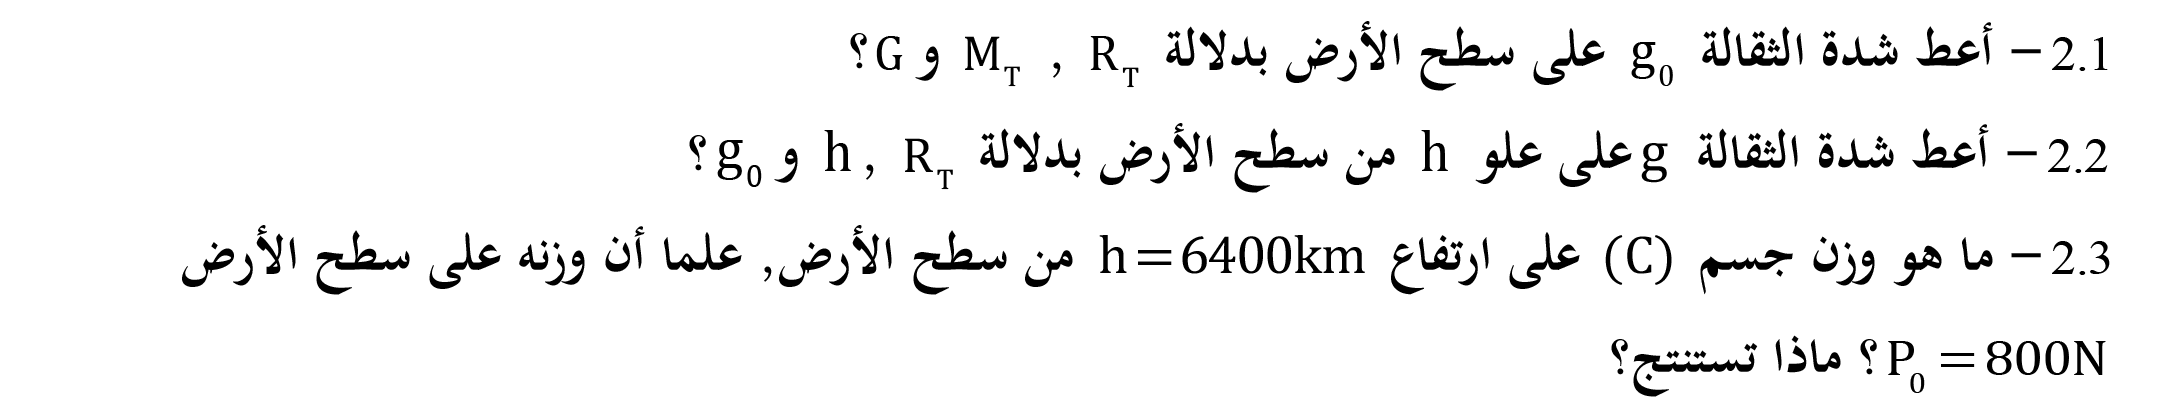 2.1 – أعط شدة الثقالة g₀ على سطح الأرض بدلالة R_T , M_T و G؟
2.2 – أعط شدة الثقالة g على علو h من سطح الأرض بدلالة R_T , h و g₀؟
2.3 – ما هو وزن جسم (C) على ارتفاع h=6400km من سطح الأرض, علما أن وزنه على سطح الأرض
P₀=800N؟ ماذا تستنتج؟